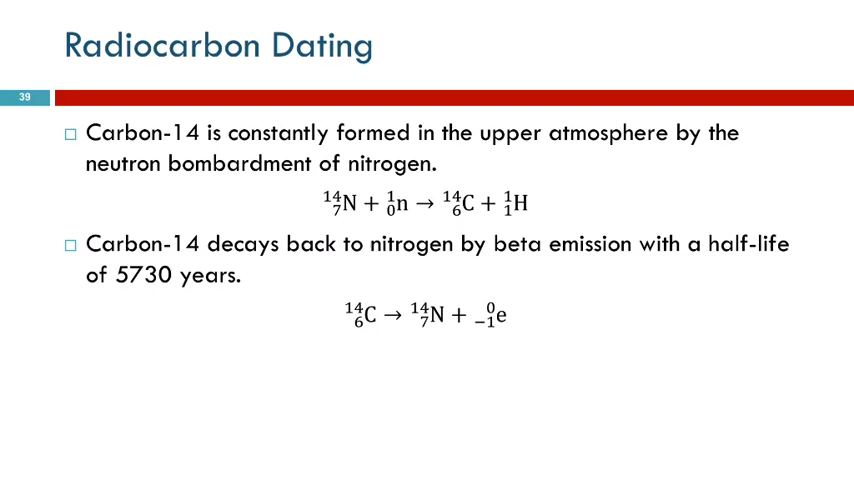 Radiocarbon Dating
39
□ Carbon-14 is constantly formed in the upper atmosphere by the
neutron bombardment of nitrogen.
¹⁴₇N + ¹₀n → ¹⁴₆C + ¹₁H
□ Carbon-14 decays back to nitrogen by beta emission with a half-life
of 5730 years.
¹⁴₆C → ¹⁴₇N + ⁰₋₁e